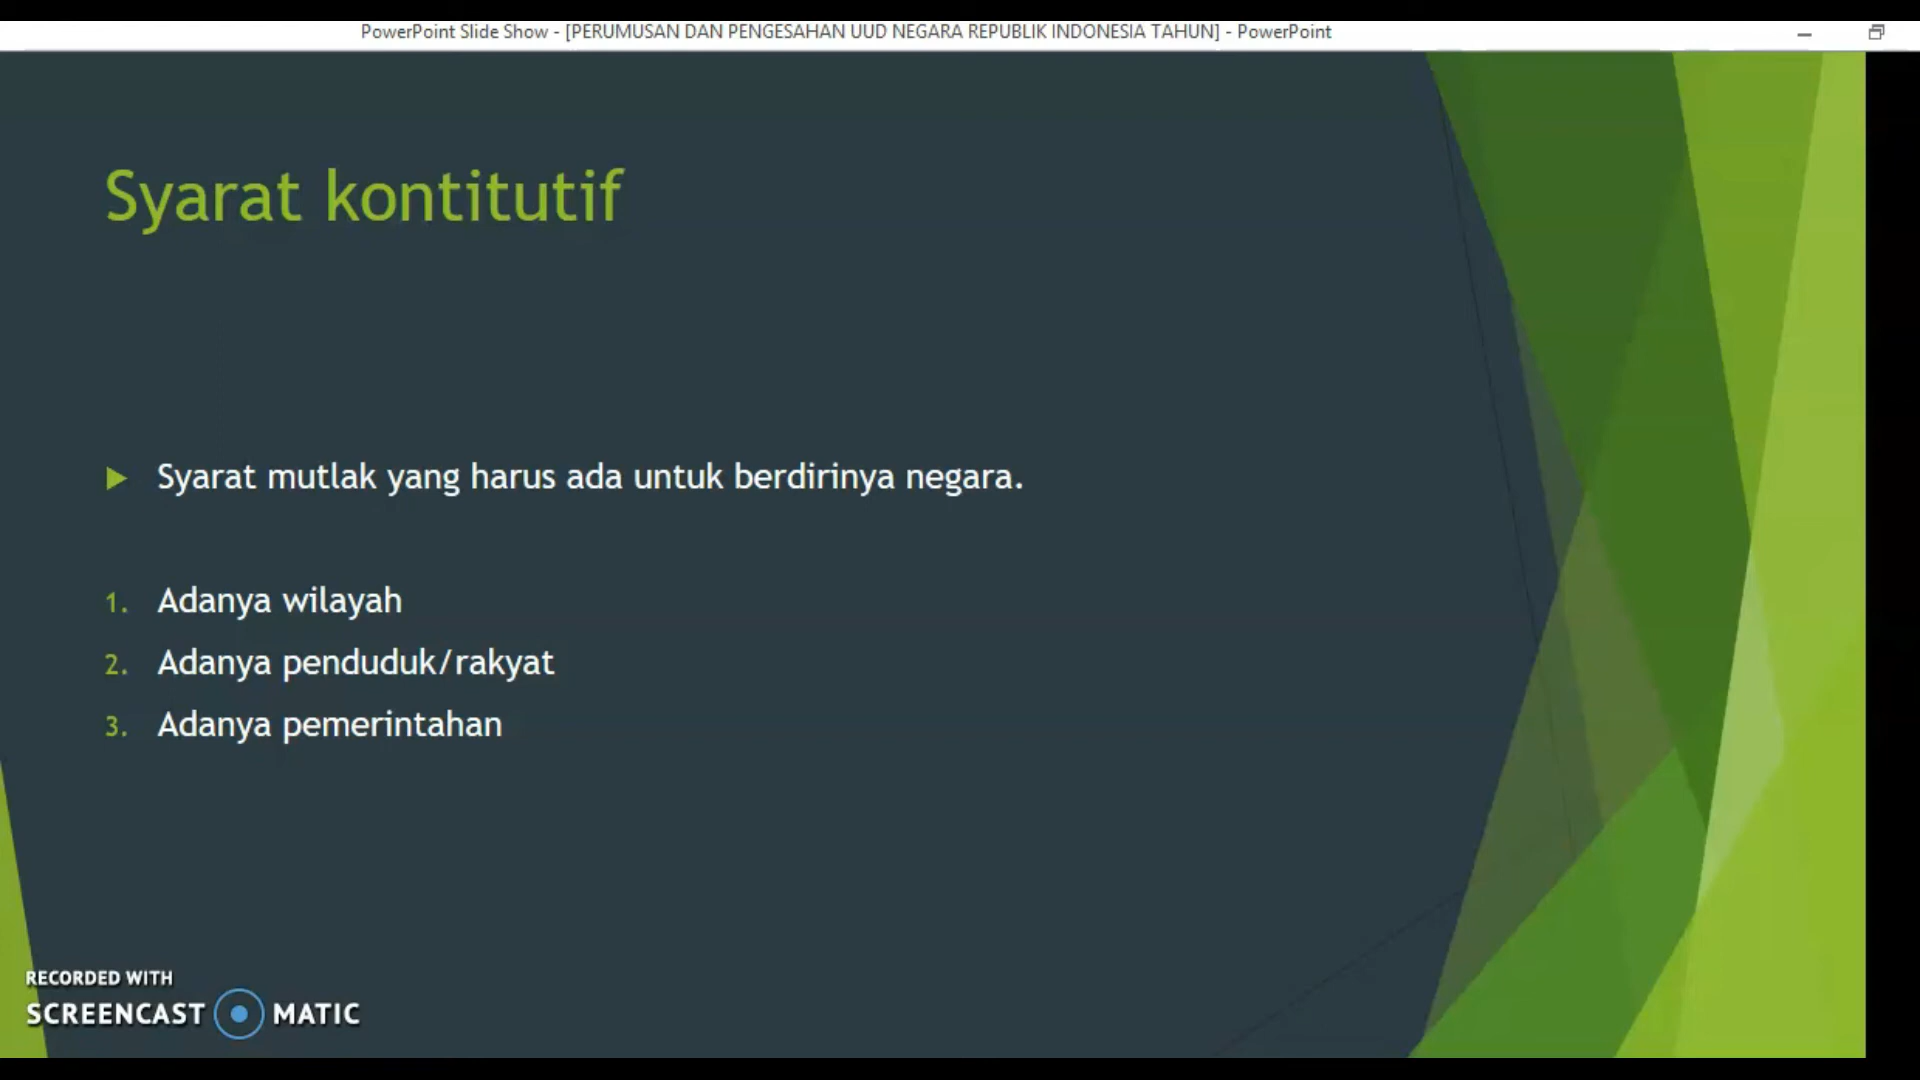 PowerPoint Slide Show - [PERUMUSAN DAN PENGESAHAN UUD NEGARA REPUBLIK INDONESIA TAHUN] - PowerPoint
Syarat kontitutif
Syarat mutlak yang harus ada untuk berdirinya negara.
1. Adanya wilayah
2. Adanya penduduk/rakyat
3. Adanya pemerintahan
RECORDED WITH
SCREENCAST MATIC